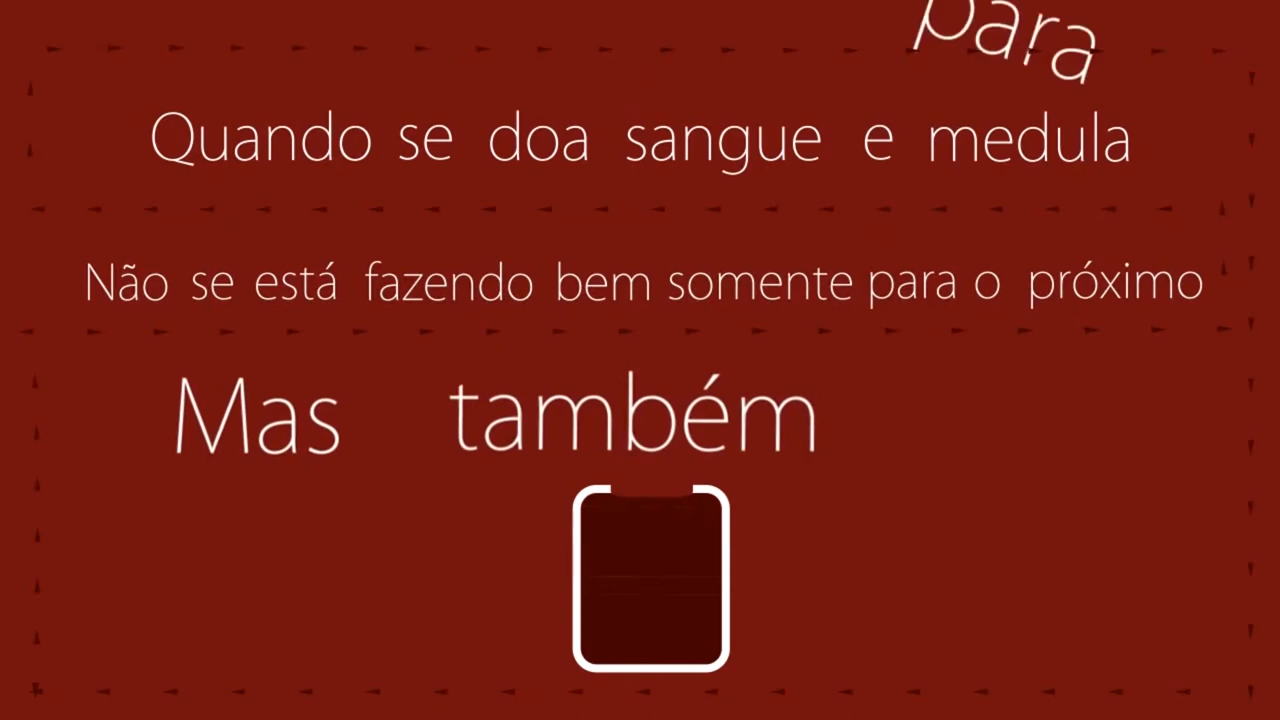 para
Quando se doa sangue e medula
Não se está fazendo bem somente para o próximo
Mas também